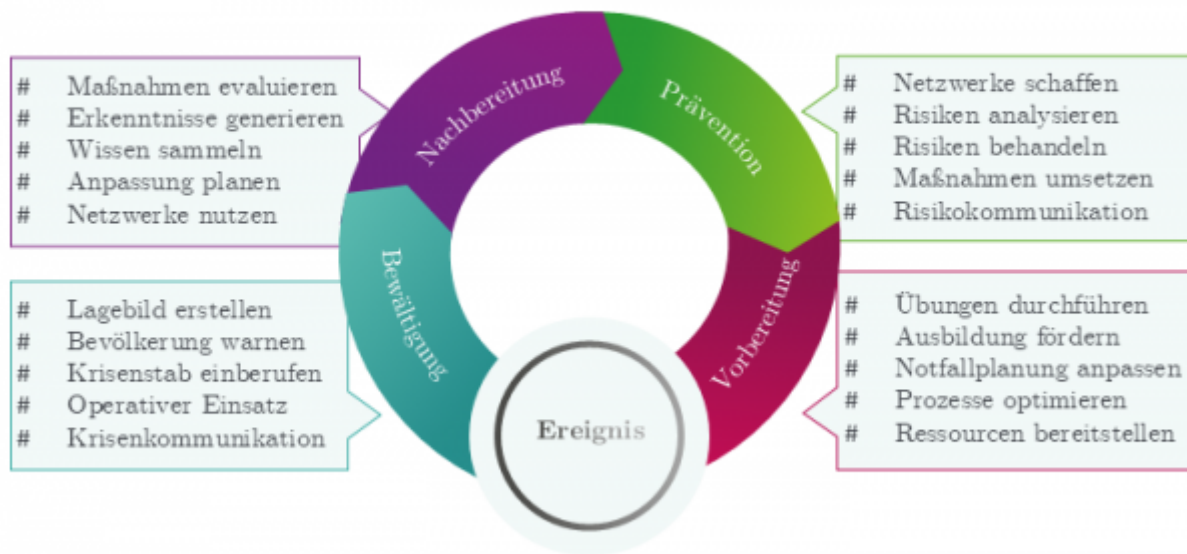 # Maßnahmen evaluieren
# Erkenntnisse generieren
# Wissen sammeln
# Anpassung planen
# Netzwerke nutzen
Nachbereitung
Prävention
# Netzwerke schaffen
# Risiken analysieren
# Risiken behandeln
# Maßnahmen umsetzen
# Risikokommunikation
# Lagebild erstellen
# Bevölkerung warnen
# Krisenstab einberufen
# Operativer Einsatz
# Krisenkommunikation
Bewältigung
Ereignis
Vorbereitung
# Übungen durchführen
# Ausbildung fördern
# Notfallplanung anpassen
# Prozesse optimieren
# Ressourcen bereitstellen